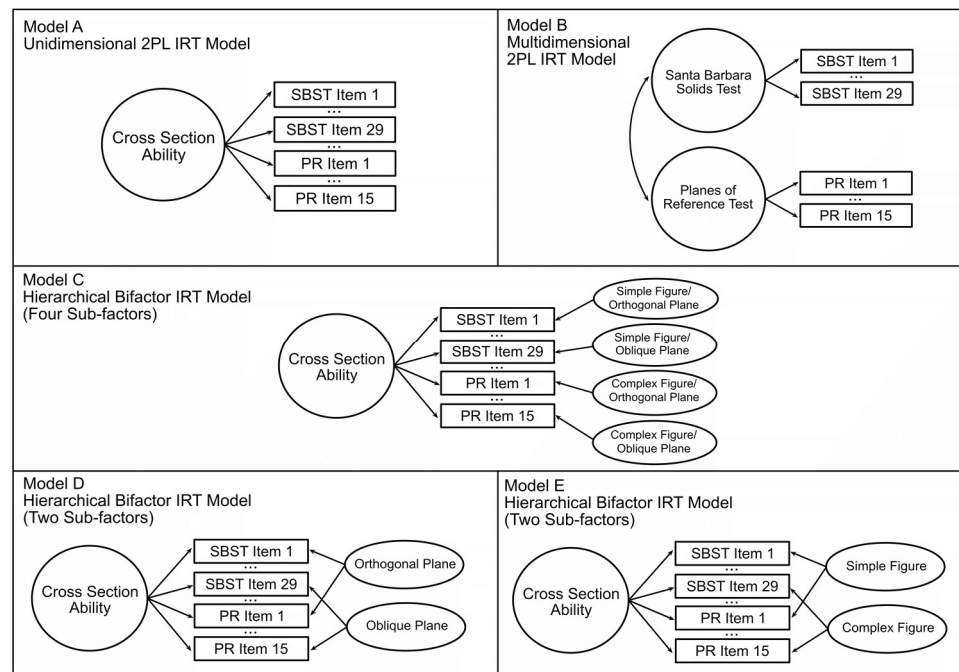 Model A
Unidimensional 2PL IRT Model
Cross Section
Ability
SBST Item 1
...
SBST Item 29
...
PR Item 1
...
PR Item 15
Model B
Multidimensional
2PL IRT Model
Santa Barbara
Solids Test
SBST Item 1
...
SBST Item 29
Planes of
Reference Test
PR Item 1
...
PR Item 15
Model C
Hierarchical Bifactor IRT Model
(Four Sub-factors)
Cross Section
Ability
SBST Item 1
...
SBST Item 29
...
PR Item 1
...
PR Item 15
Simple Figure/
Orthogonal Plane
Simple Figure/
Oblique Plane
Complex Figure/
Orthogonal Plane
Complex Figure/
Oblique Plane
Model D
Hierarchical Bifactor IRT Model
(Two Sub-factors)
Cross Section
Ability
SBST Item 1
...
SBST Item 29
...
PR Item 1
...
PR Item 15
Orthogonal Plane
Oblique Plane
Model E
Hierarchical Bifactor IRT Model
(Two Sub-factors)
Cross Section
Ability
SBST Item 1
...
SBST Item 29
...
PR Item 1
...
PR Item 15
Simple Figure
Complex Figure